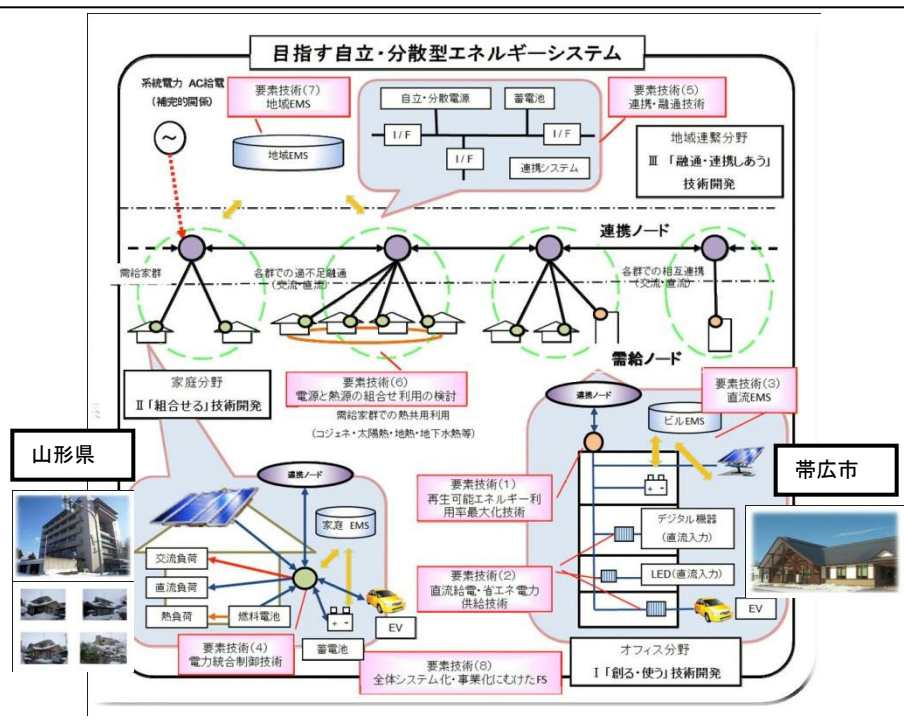 目指す自立・分散型エネルギーシステム
系統電力 AC給電
(補完的関係)
~
要素技術(7)
地域EMS
地域EMS
自立・分散電源
蓄電池
I/F
I/F
I/F
連携システム
要素技術(5)
連携・融通技術
地域連繋分野
Ⅲ 「融通・連携しあう」
技術開発
連携ノード
需給家群
各群での過不足融通
(交流・直流)
各群での相互連携
(交流・直流)
需給ノード
家庭分野
Ⅱ「組合せる」技術開発
要素技術(6)
電源と熱源の組合せ利用の検討
需給家群での熱共用利用
(コジェネ・太陽熱・地熱・地下水熱等)
要素技術(3)
直流EMS
山形県
帯広市
連携ノード
家庭 EMS
交流負荷
直流負荷
熱負荷
燃料電池
蓄電池
EV
要素技術(4)
電力統合制御技術
連携ノード
ビルEMS
要素技術(1)
再生可能エネルギー利
用率最大化技術
デジタル機器
(直流入力)
要素技術(2)
直流給電・省エネ電力
供給技術
LED(直流入力)
EV
要素技術(8)
全体システム化・事業化にむけたFS
オフィス分野
Ⅰ「創る・使う」技術開発